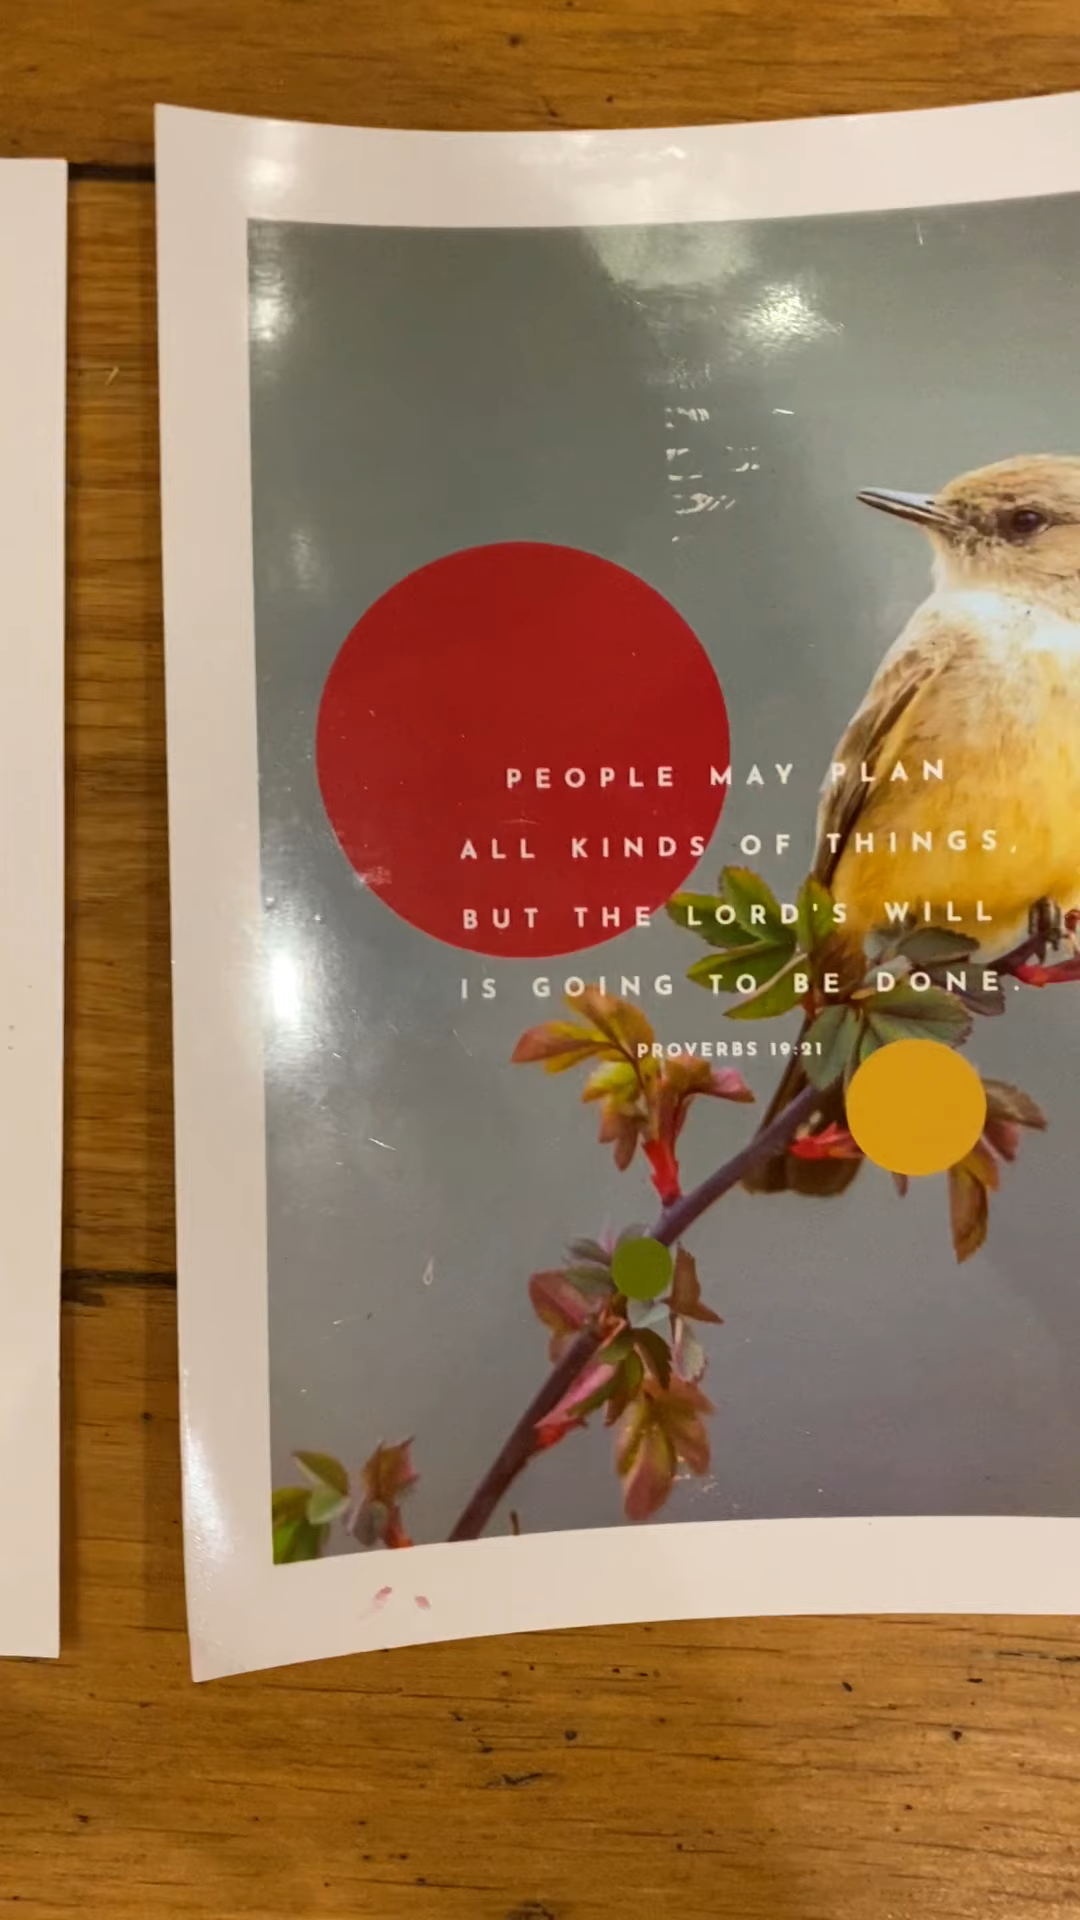 PEOPLE MAY PLAN
ALL KINDS OF THINGS,
BUT THE LORD'S WILL
IS GOING TO BE DONE.
PROVERBS 19:21